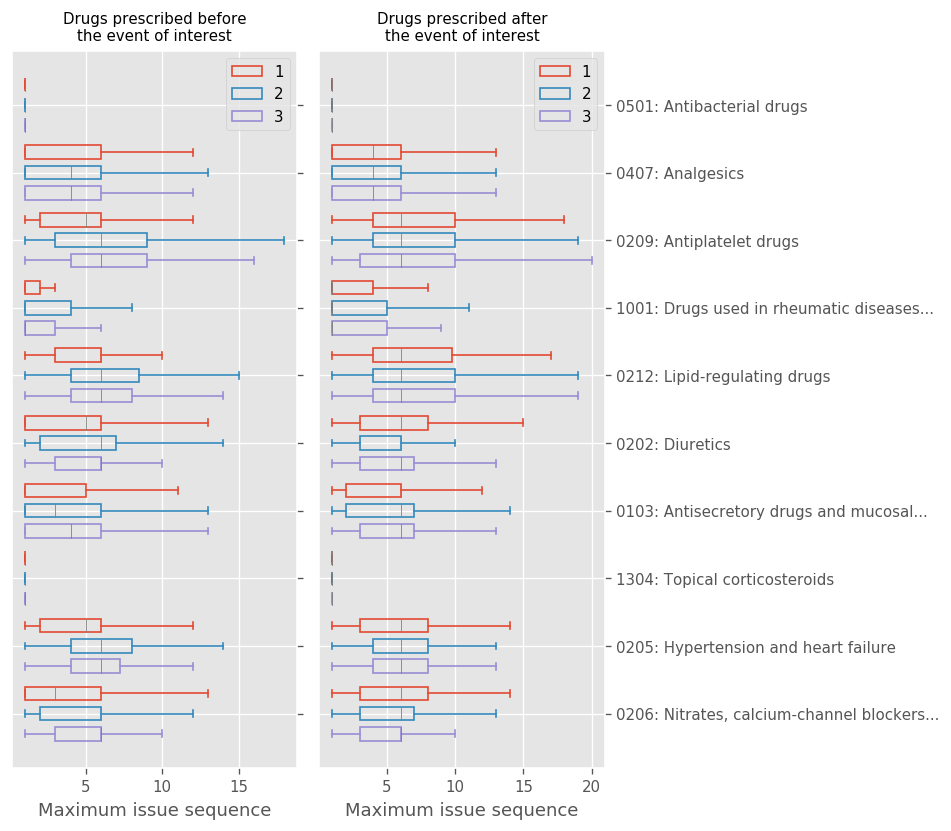 Drugs prescribed before
the event of interest
Drugs prescribed after
the event of interest
1
2
3
1
2
3
0501: Antibacterial drugs
0407: Analgesics
0209: Antiplatelet drugs
1001: Drugs used in rheumatic diseases...
0212: Lipid-regulating drugs
0202: Diuretics
0103: Antisecretory drugs and mucosal...
1304: Topical corticosteroids
0205: Hypertension and heart failure
0206: Nitrates, calcium-channel blockers...
5 10 15
5 10 15 20
Maximum issue sequence
Maximum issue sequence